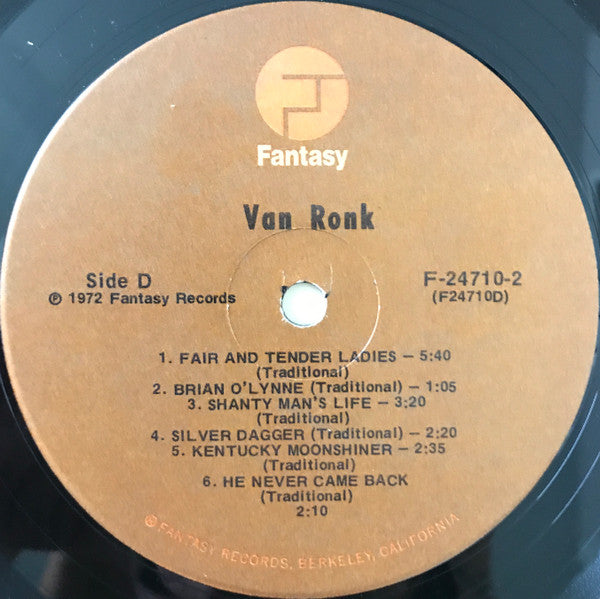 Fantasy
Van Ronk
Side D
℗ 1972 Fantasy Records
F-24710-2
(F24710D)
1. FAIR AND TENDER LADIES – 5:40
(Traditional)
2. BRIAN O'LYNNE (Traditional) – 1:05
3. SHANTY MAN'S LIFE – 3:20
(Traditional)
4. SILVER DAGGER (Traditional) – 2:20
5. KENTUCKY MOONSHINER – 2:35
(Traditional)
6. HE NEVER CAME BACK
(Traditional)
2:10
© FANTASY RECORDS, BERKELEY, CALIFORNIA